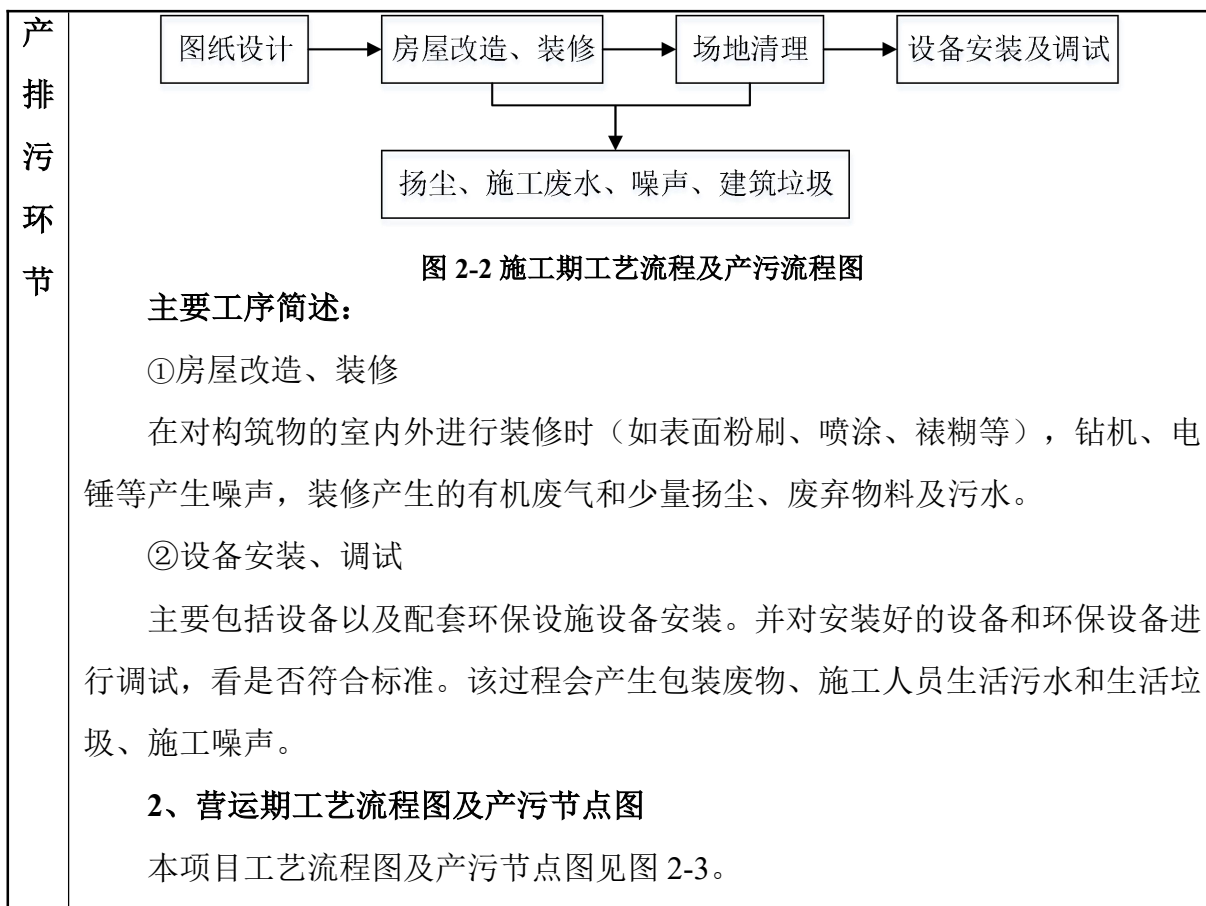 产
排
污
环
节
图纸设计
房屋改造、装修
场地清理
设备安装及调试
扬尘、施工废水、噪声、建筑垃圾
图 2-2 施工期工艺流程及产污流程图
主要工序简述：
①房屋改造、装修
在对构筑物的室内外进行装修时（如表面粉刷、喷涂、裱糊等），钻机、电
锤等产生噪声，装修产生的有机废气和少量扬尘、废弃物料及污水。
②设备安装、调试
主要包括设备以及配套环保设施设备安装。并对安装好的设备和环保设备进
行调试，看是否符合标准。该过程会产生包装废物、施工人员生活污水和生活垃
圾、施工噪声。
2、营运期工艺流程图及产污节点图
本项目工艺流程图及产污节点图见图 2-3。